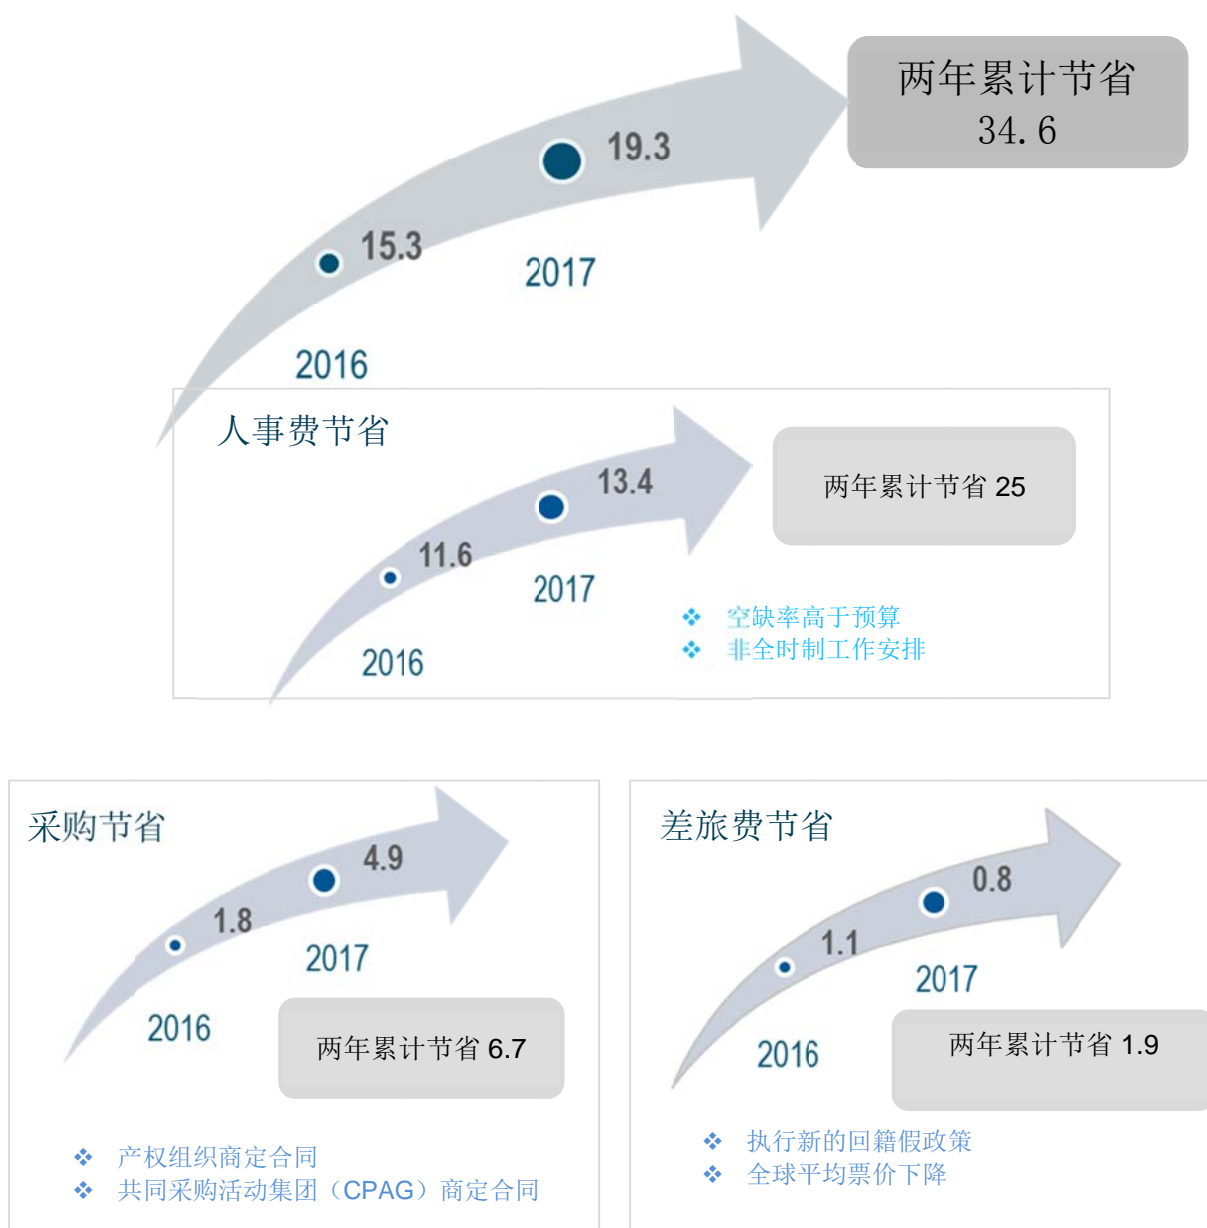 两年累计节省
34.6
19.3
15.3
2017
2016
人事费节省
13.4
两年累计节省 25
11.6
2017
2016
❖ 空缺率高于预算
❖ 非全时制工作安排
采购节省
4.9
1.8
2017
2016
两年累计节省 6.7
❖ 产权组织商定合同
❖ 共同采购活动集团（CPAG）商定合同
差旅费节省
0.8
1.1
2017
2016
两年累计节省 1.9
❖ 执行新的回籍假政策
❖ 全球平均票价下降